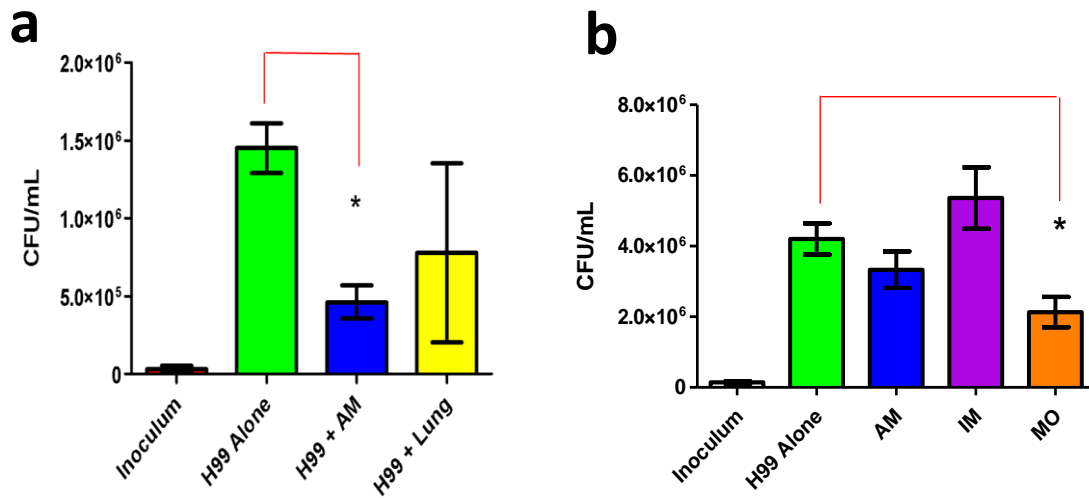 a
2.0×10⁶
1.5×10⁶
1.0×10⁶
5.0×10⁵
0
CFU/mL
*
Inoculum
H99 Alone
H99 + AM
H99 + Lung
b
8.0×10⁶
6.0×10⁶
4.0×10⁶
2.0×10⁶
0
CFU/mL
*
Inoculum
H99 Alone
AM
IM
MO